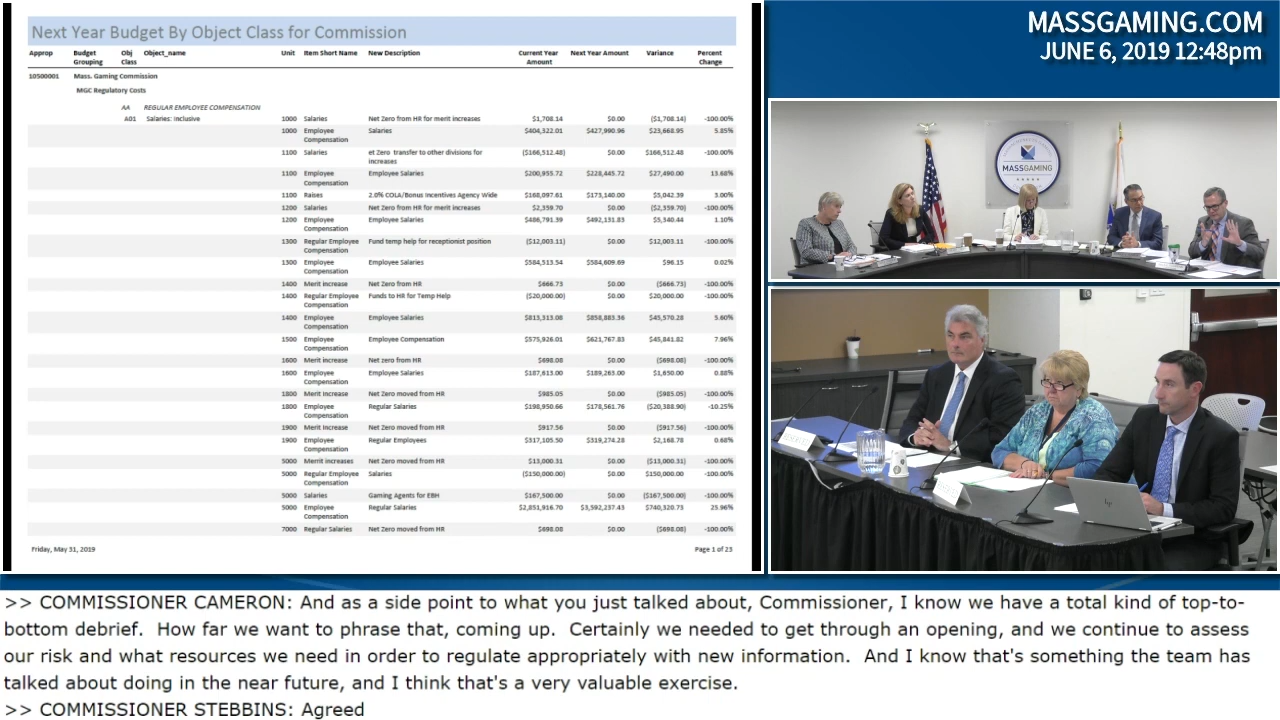 Next Year Budget By Object Class for Commission
Approp Budget Grouping Obj Class Object_name Unit Item Short Name New Description Current Year Amount Next Year Amount Variance Percent Change
10500001 Mass. Gaming Commission
MGC Regulatory Costs
AA REGULAR EMPLOYEE COMPENSATION
A01 Salaries: Inclusive 1000 Salaries Net Zero from HR for merit increases $1,708.14 $0.00 ($1,708.14) -100.00%
1000 Employee Compensation Salaries $404,322.01 $427,990.96 $23,668.95 5.85%
1100 Salaries et Zero transfer to other divisions for increases ($166,512.48) $0.00 $166,512.48 -100.00%
1100 Employee Compensation Employee Salaries $200,955.72 $228,445.72 $27,490.00 13.68%
1100 Raises 2.0% COLA/Bonus Incentives Agency Wide $168,097.61 $173,140.00 $5,042.39 3.00%
1200 Salaries Net Zero from HR for merit increases $2,359.70 $0.00 ($2,359.70) -100.00%
1200 Employee Compensation Employee Salaries $486,791.39 $492,131.83 $5,340.44 1.10%
1300 Regular Employee Compensation Fund temp help for receptionist position ($12,003.11) $0.00 $12,003.11 -100.00%
1300 Employee Compensation Employee Salaries $584,513.54 $584,609.69 $96.15 0.02%
1400 Merit increase Net Zero from HR $666.73 $0.00 ($666.73) -100.00%
1400 Regular Employee Compensation Funds to HR for Temp Help ($20,000.00) $0.00 $20,000.00 -100.00%
1400 Employee Compensation Employee Salaries $813,313.08 $858,883.36 $45,570.28 5.60%
1500 Employee Compensation Employee Compensation $575,926.01 $621,767.83 $45,841.82 7.96%
1600 Merit increase Net zero from HR $698.08 $0.00 ($698.08) -100.00%
1600 Employee Compensation Employee Salaries $187,613.00 $189,263.00 $1,650.00 0.88%
1800 Merit Increase Net Zero moved from HR $985.05 $0.00 ($985.05) -100.00%
1800 Employee Compensation Regular Salaries $198,950.66 $178,561.76 ($20,388.90) -10.25%
1900 Merit Increase Net Zero moved from HR $917.56 $0.00 ($917.56) -100.00%
1900 Employee Compensation Regular Employees $317,105.50 $319,274.28 $2,168.78 0.68%
5000 Merrit increases Net Zero moved from HR $13,000.31 $0.00 ($13,000.31) -100.00%
5000 Regular Employee Compensation Salaries ($150,000.00) $0.00 $150,000.00 -100.00%
5000 Salaries Gaming Agents for EBH $167,500.00 $0.00 ($167,500.00) -100.00%
5000 Employee Compensation Regular Salaries $2,851,916.70 $3,592,237.43 $740,320.73 25.96%
7000 Regular Salaries Net Zero moved from HR $698.08 $0.00 ($698.08) -100.00%
Friday, May 31, 2019 Page 1 of 23
MASSGAMING.COM
JUNE 6, 2019 12:48pm
MASSGAMING
>> COMMISSIONER CAMERON: And as a side point to what you just talked about, Commissioner, I know we have a total kind of top-to-
bottom debrief. How far we want to phrase that, coming up. Certainly we needed to get through an opening, and we continue to assess
our risk and what resources we need in order to regulate appropriately with new information. And I know that's something the team has
talked about doing in the near future, and I think that's a very valuable exercise.
>> COMMISSIONER STEBBINS: Agreed